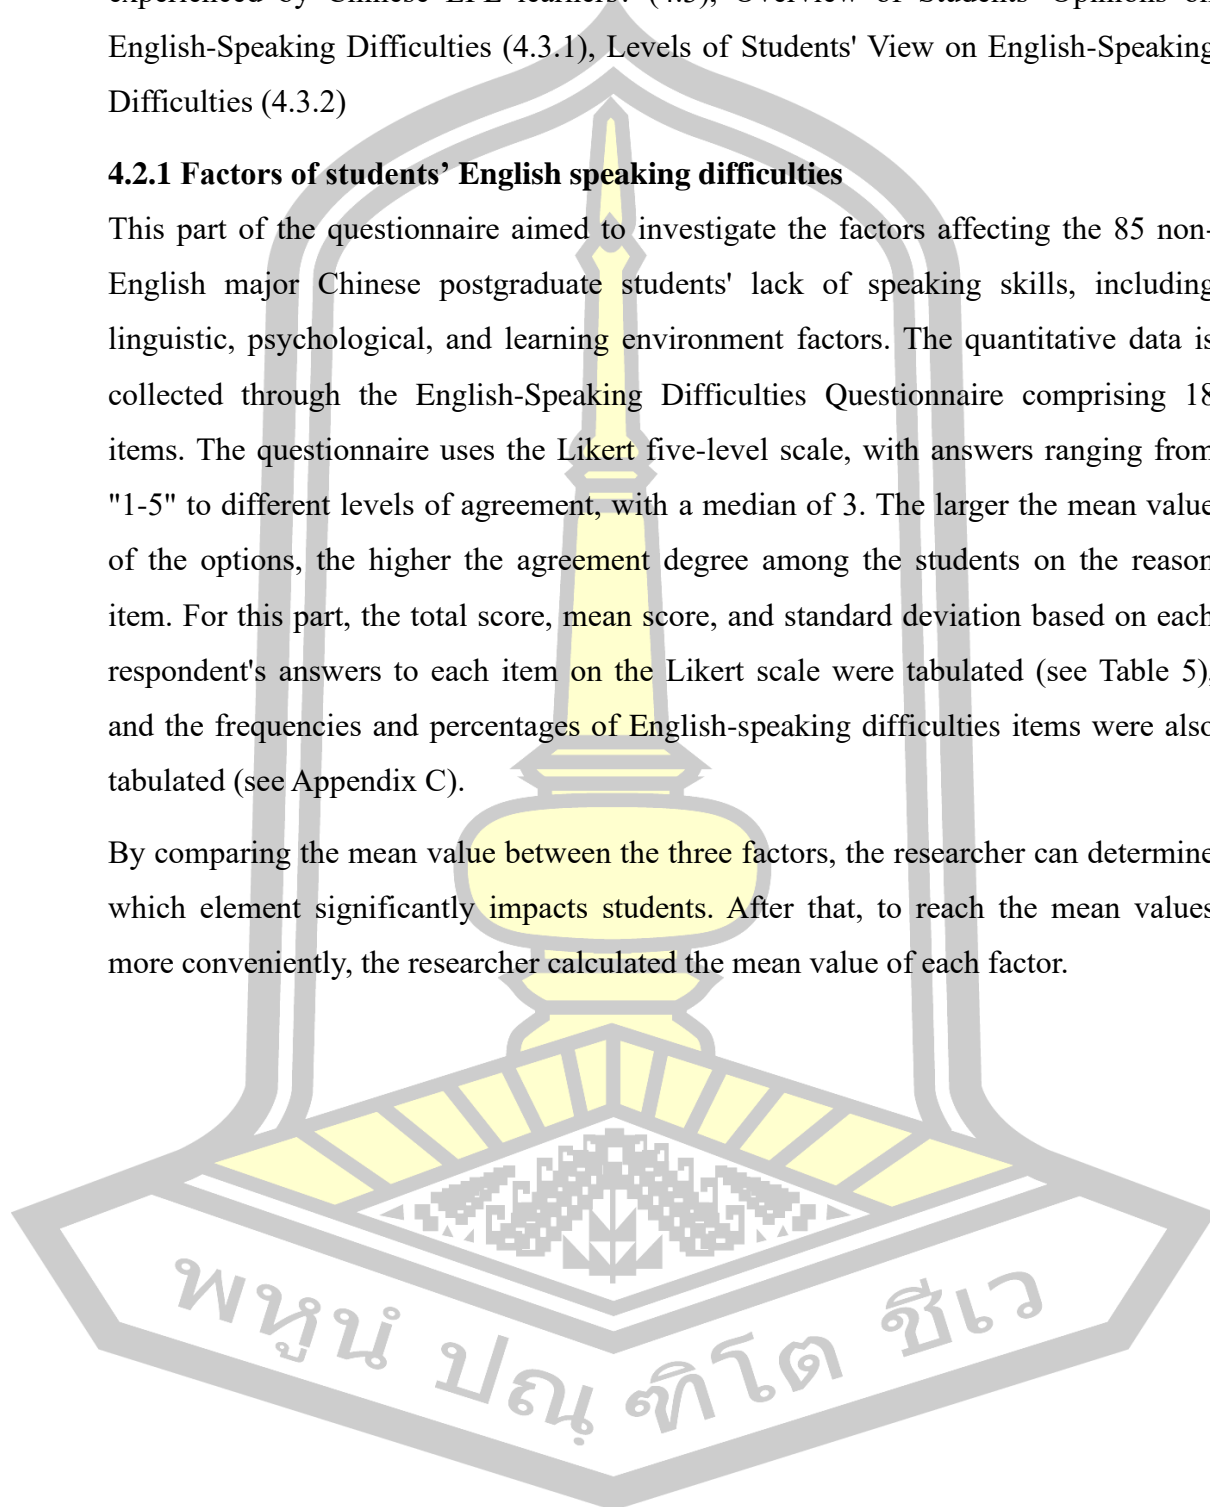 experienced by Chinese EFL learners? (4.3), Overview of Students' Opinions on
English-Speaking Difficulties (4.3.1), Levels of Students' View on English-Speaking
Difficulties (4.3.2)
4.2.1 Factors of students’ English speaking difficulties
This part of the questionnaire aimed to investigate the factors affecting the 85 non-
English major Chinese postgraduate students' lack of speaking skills, including
linguistic, psychological, and learning environment factors. The quantitative data is
collected through the English-Speaking Difficulties Questionnaire comprising 18
items. The questionnaire uses the Likert five-level scale, with answers ranging from
"1-5" to different levels of agreement, with a median of 3. The larger the mean value
of the options, the higher the agreement degree among the students on the reason
item. For this part, the total score, mean score, and standard deviation based on each
respondent's answers to each item on the Likert scale were tabulated (see Table 5),
and the frequencies and percentages of English-speaking difficulties items were also
tabulated (see Appendix C).
By comparing the mean value between the three factors, the researcher can determine
which element significantly impacts students. After that, to reach the mean values
more conveniently, the researcher calculated the mean value of each factor.
พหูนํ ปณฺฑิโต ชีเว